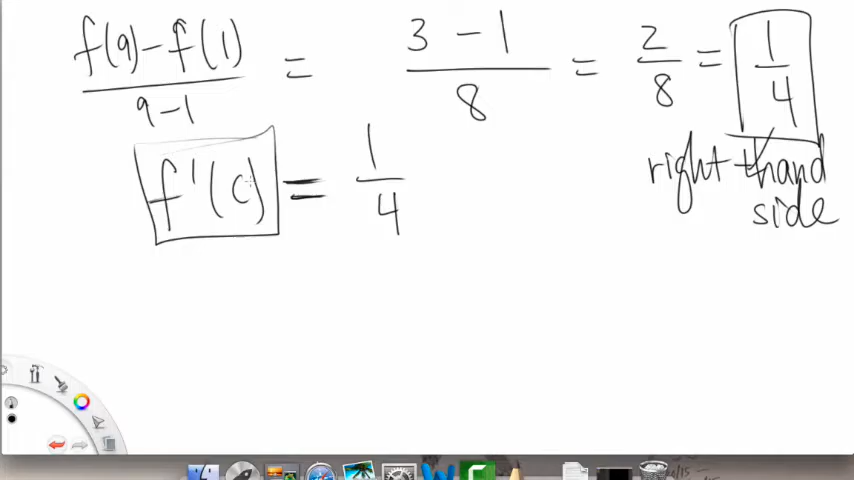 f(9)-f(1) / 9-1 = 3-1 / 8 = 2/8 = 1/4
f'(c) = 1/4
right hand
side